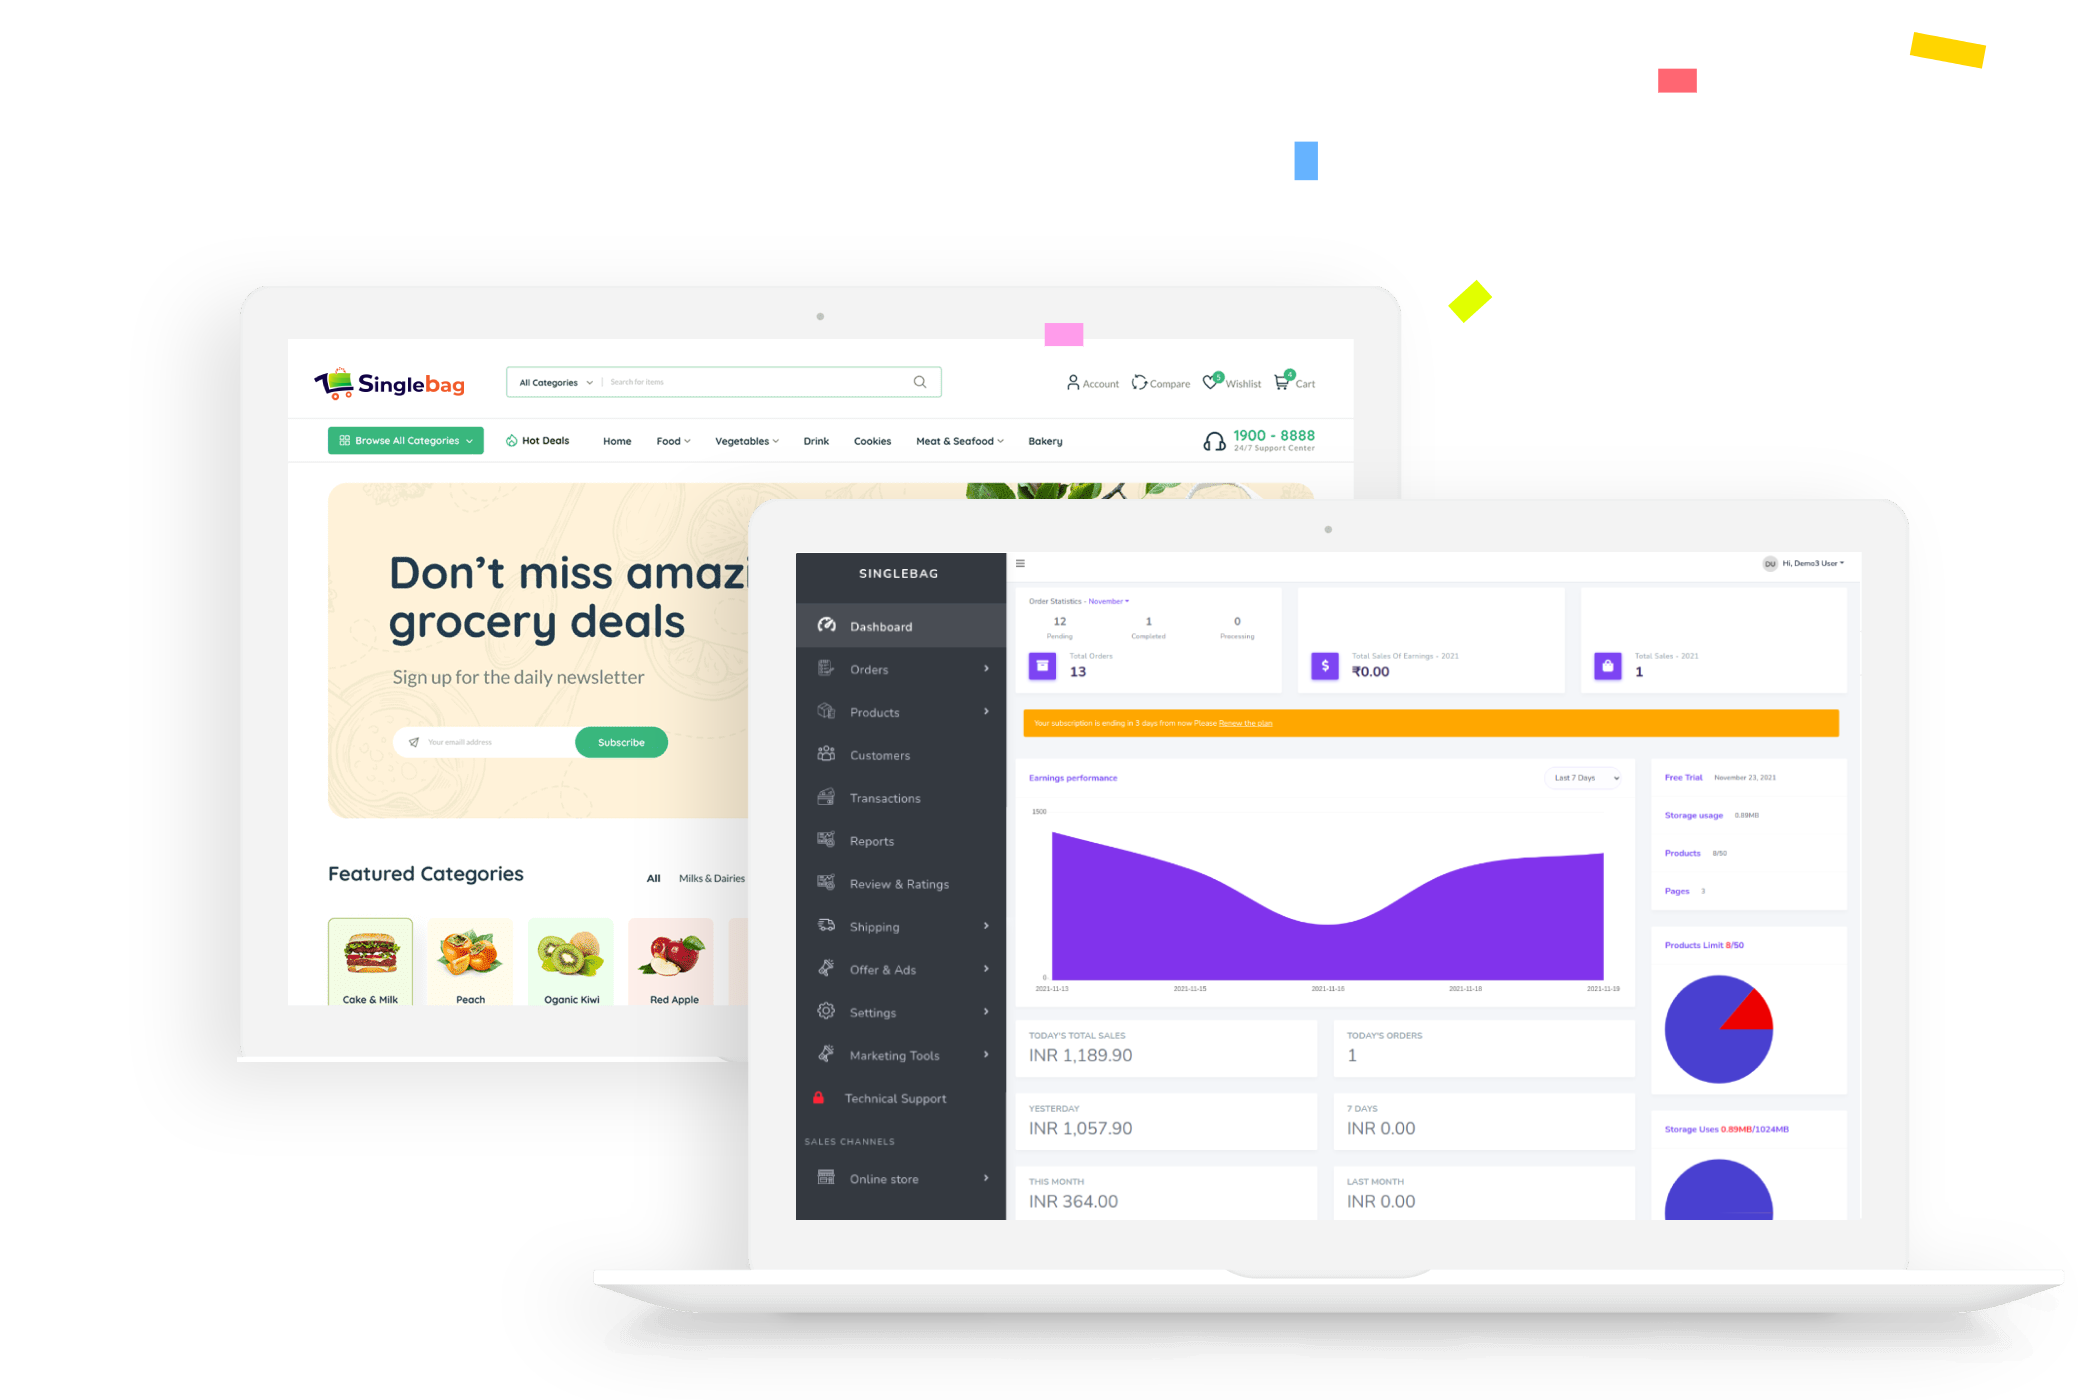 Singlebag
All Categories
Search for items
Account
Compare
5
Wishlist
4
Cart
Browse All Categories
Hot Deals
Home
Food
Vegetables
Drink
Cookies
Meat & Seafood
Bakery
1900 - 8888
24/7 Support Center
Don't miss amazi
grocery deals
Sign up for the daily newsletter
Your email address
Subscribe
Featured Categories
All
Milks & Dairies
Cake & Milk
Peach
Oganic Kiwi
Red Apple
SINGLEBAG
Dashboard
Orders
Products
Customers
Transactions
Reports
Review & Ratings
Shipping
Offer & Ads
Settings
Marketing Tools
Technical Support
SALES CHANNELS
Online store
DU
Hi, Demo3 User
Order Statistics - November
12
Pending
1
Completed
0
Processing
Total Orders
13
Total Sales Of Earnings - 2021
₹0.00
Total Sales - 2021
1
Your subscription is ending in 3 days from now Please Renew the plan
Earnings performance
Last 7 Days
1500
0
2021-11-13
2021-11-15
2021-11-16
2021-11-18
2021-11-19
Free Trial
November 23, 2021
Storage usage
0.89MB
Products
8/50
Pages
3
Products Limit 8/50
Storage Uses 0.89MB/1024MB
TODAY'S TOTAL SALES
INR 1,189.90
TODAY'S ORDERS
1
YESTERDAY
INR 1,057.90
7 DAYS
INR 0.00
THIS MONTH
INR 364.00
LAST MONTH
INR 0.00